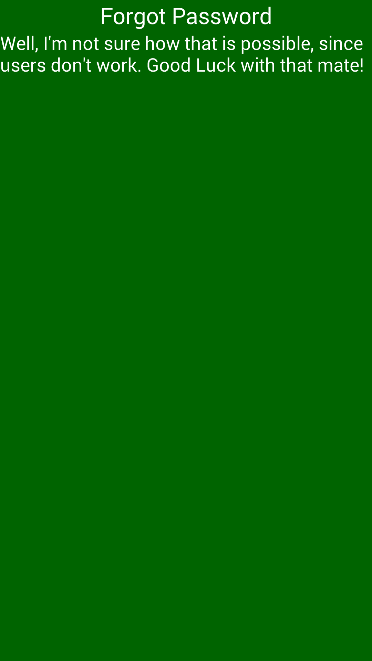 Forgot Password
Well, I'm not sure how that is possible, since
users don't work. Good Luck with that mate!